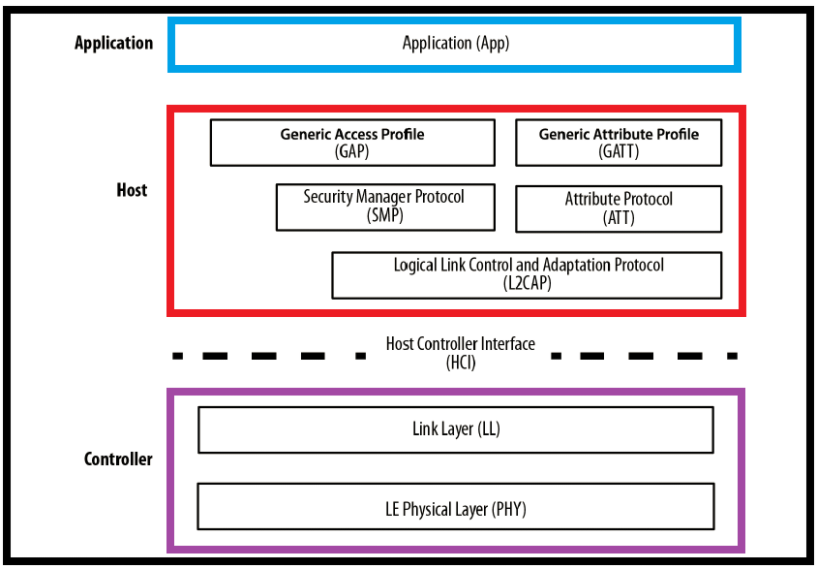 Application
Application (App)
Host
Generic Access Profile
(GAP)
Generic Attribute Profile
(GATT)
Security Manager Protocol
(SMP)
Attribute Protocol
(ATT)
Logical Link Control and Adaptation Protocol
(L2CAP)
Host Controller Interface
(HCI)
Controller
Link Layer (LL)
LE Physical Layer (PHY)